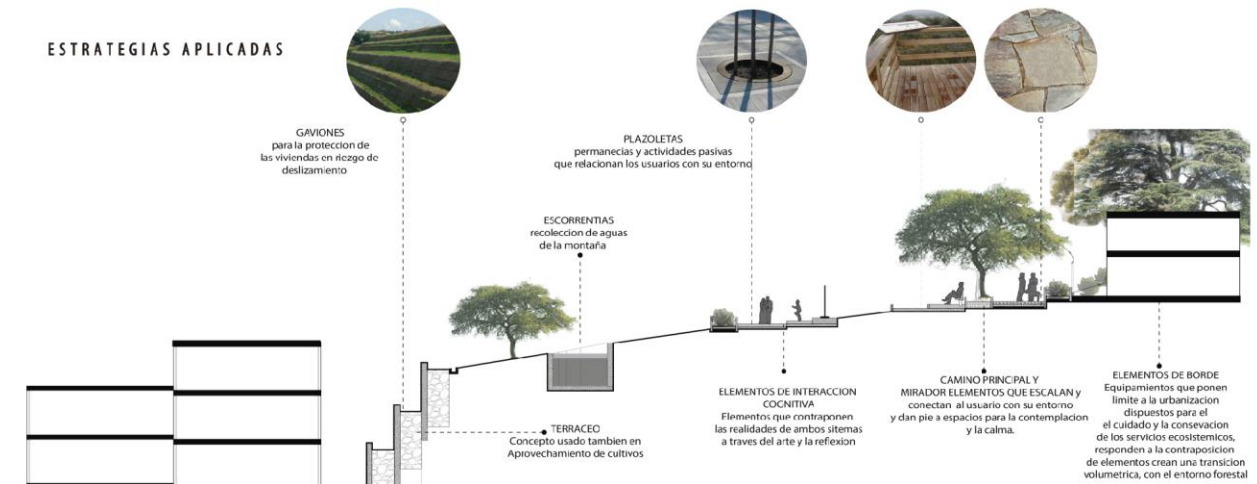 ESTRATEGIAS APLICADAS
GAVIONES
para la proteccion de
las viviendas en riezgo de
deslizamiento
PLAZOLETAS
permanecias y actividades pasivas
que relacionan los usuarios con su entorno
ESCORRENTIAS
recoleccion de aguas
de la montaña
TERRACEO
Concepto usado tambien en
Aprovechamiento de cultivos
ELEMENTOS DE INTERACCION
COGNITIVA
Elementos que contraponen
las realidades de ambos sitemas
a traves del arte y la reflexion
CAMINO PRINCIPAL Y
MIRADOR ELEMENTOS QUE ESCALAN y
conectan al usuario con su entorno
y dan pie a espacios para la contemplacion
y la calma.
ELEMENTOS DE BORDE
Equipamientos que ponen
limite a la urbanizacion
dispuestos para el
el cuidado y la consevacion
de los servicios ecosistemicos,
responden a la contraposicion
de elementos crean una transicion
volumetrica, con el entorno forestal